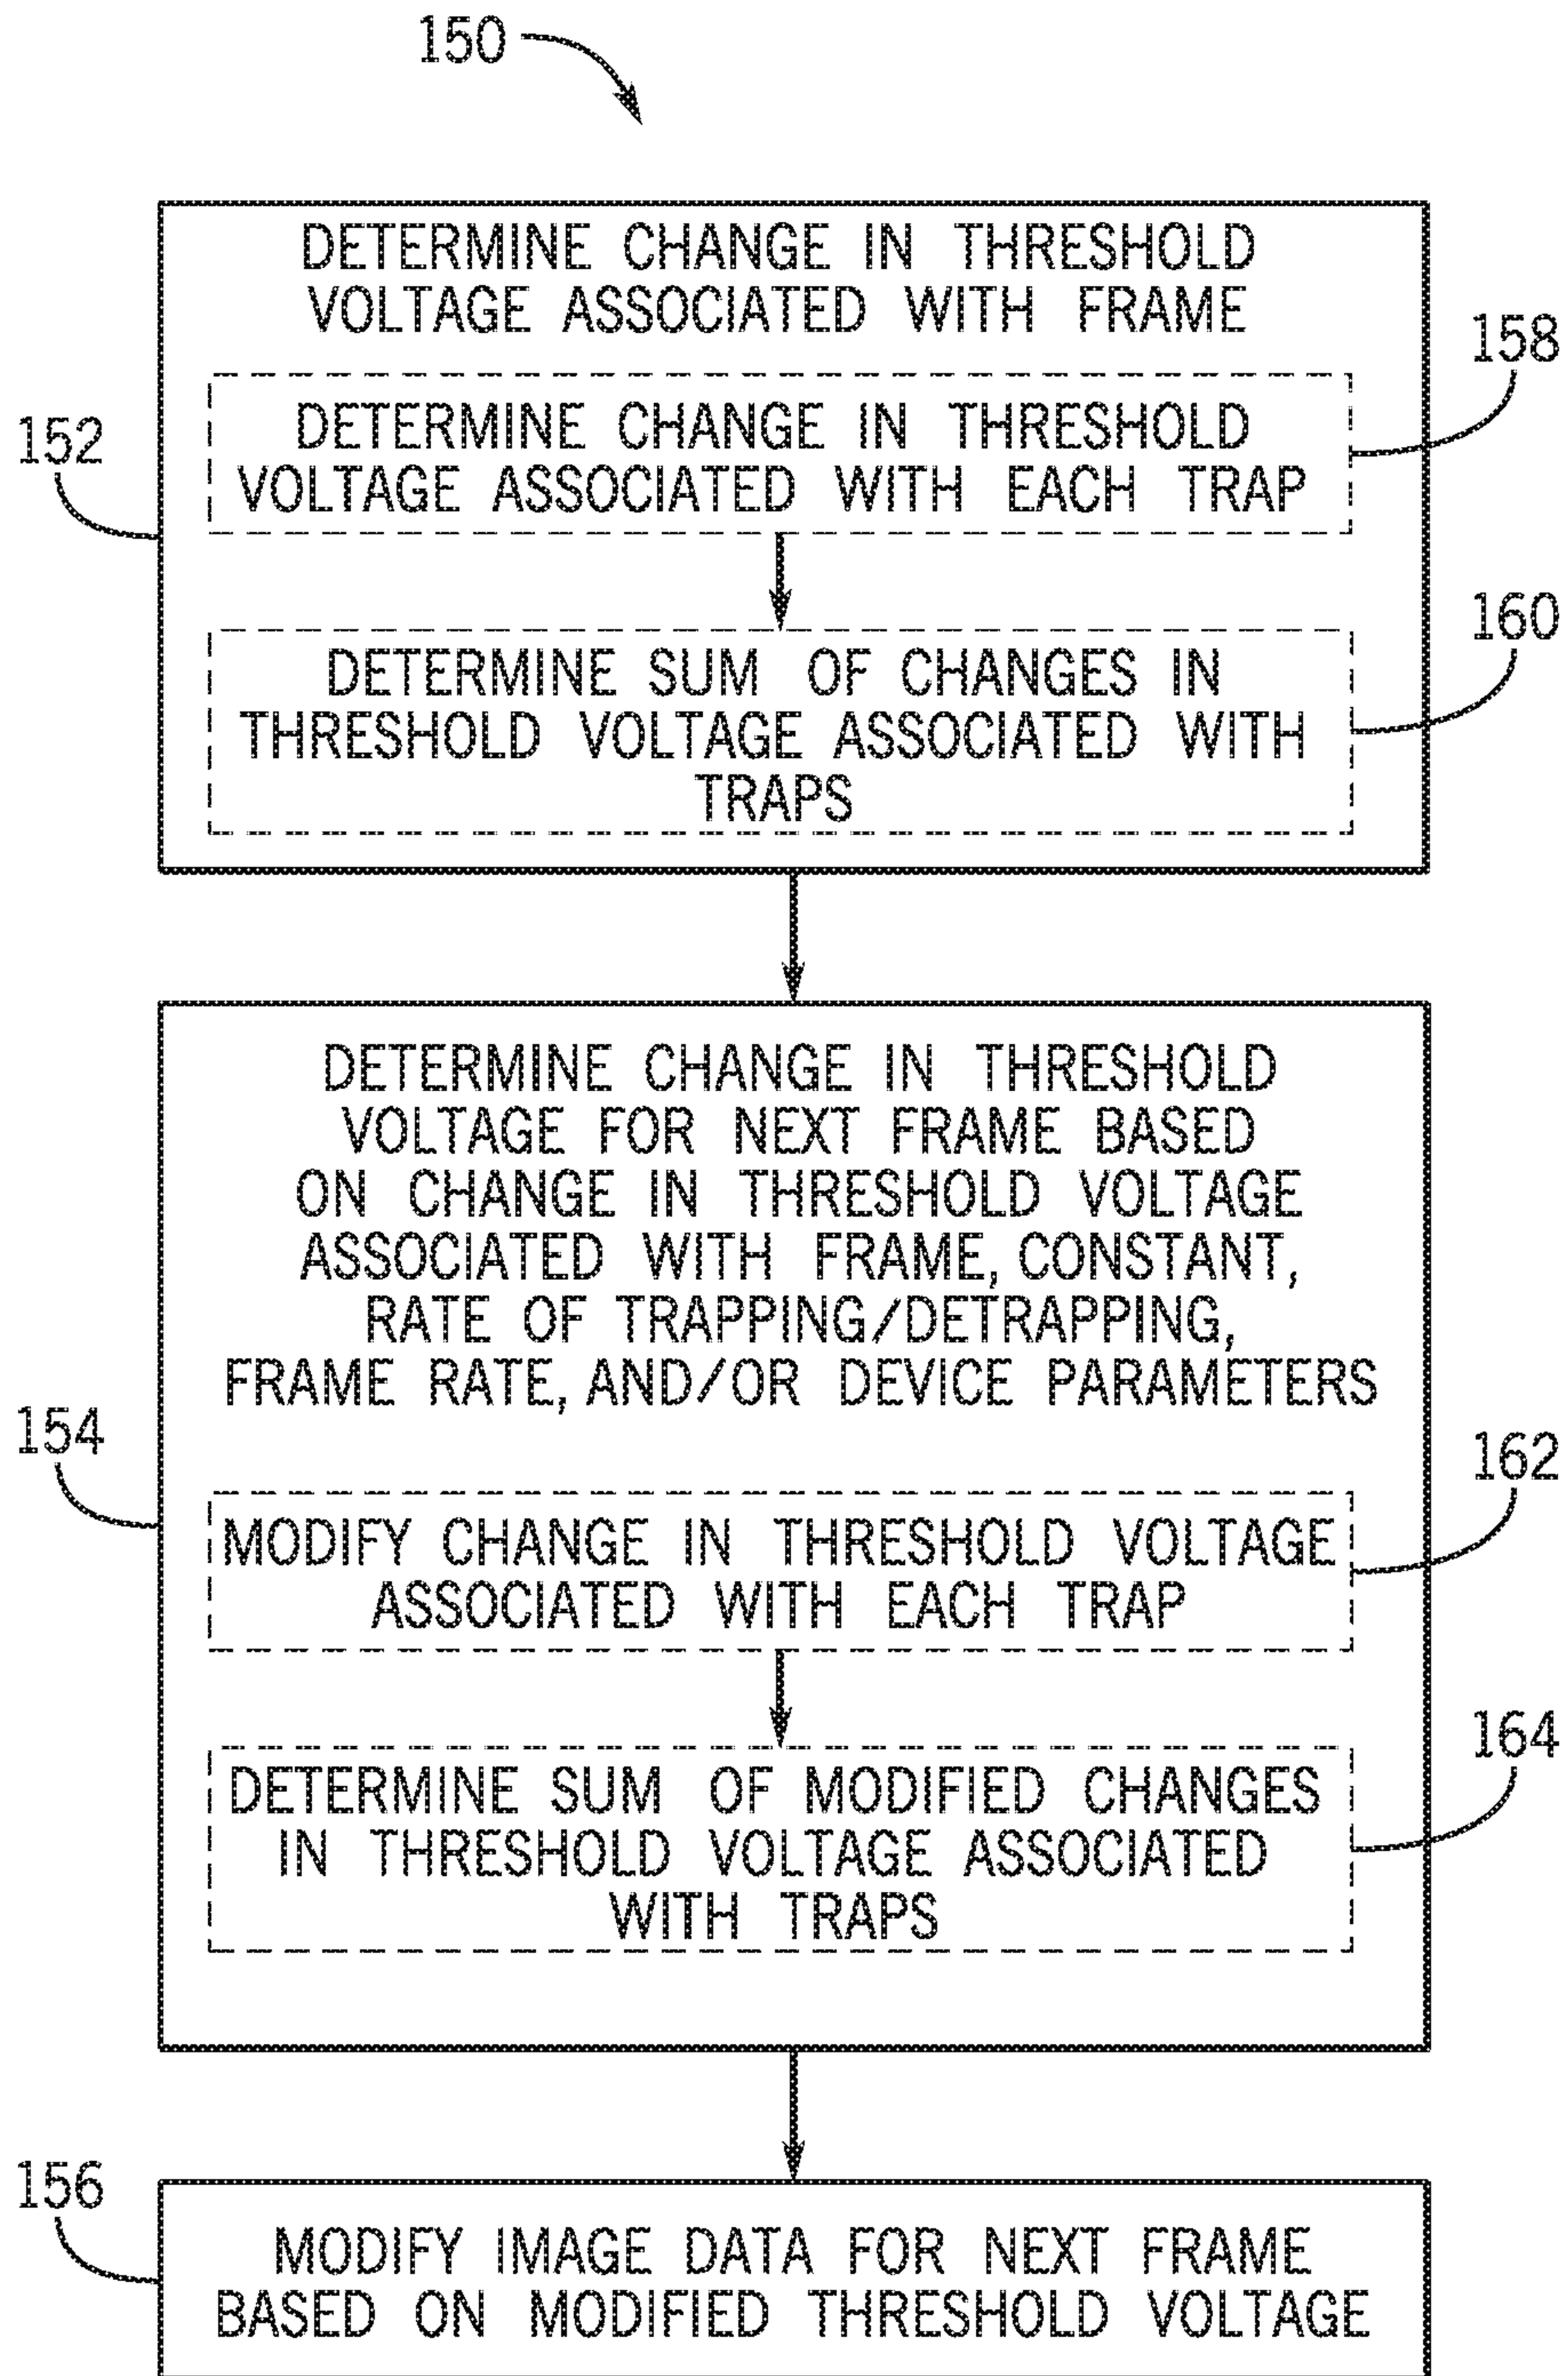 150
DETERMINE CHANGE IN THRESHOLD
VOLTAGE ASSOCIATED WITH FRAME
158
152
DETERMINE CHANGE IN THRESHOLD
VOLTAGE ASSOCIATED WITH EACH TRAP
160
DETERMINE SUM OF CHANGES IN
THRESHOLD VOLTAGE ASSOCIATED WITH
TRAPS
DETERMINE CHANGE IN THRESHOLD
VOLTAGE FOR NEXT FRAME BASED
ON CHANGE IN THRESHOLD VOLTAGE
ASSOCIATED WITH FRAME, CONSTANT,
RATE OF TRAPPING/DETRAPPING,
FRAME RATE, AND/OR DEVICE PARAMETERS
154
162
MODIFY CHANGE IN THRESHOLD VOLTAGE
ASSOCIATED WITH EACH TRAP
164
DETERMINE SUM OF MODIFIED CHANGES
IN THRESHOLD VOLTAGE ASSOCIATED
WITH TRAPS
156
MODIFY IMAGE DATA FOR NEXT FRAME
BASED ON MODIFIED THRESHOLD VOLTAGE